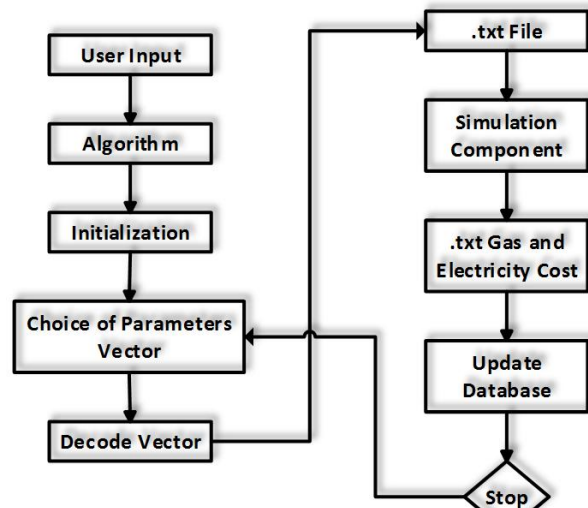 User Input
Algorithm
Initialization
Choice of Parameters
Vector
Decode Vector
.txt File
Simulation
Component
.txt Gas and
Electricity Cost
Update
Database
Stop